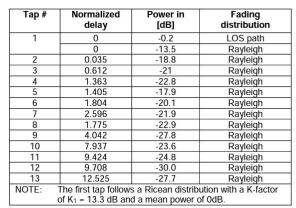 Tap # Normalized delay Power in [dB] Fading distribution
1 0 -0.2 LOS path
0 -13.5 Rayleigh
2 0.035 -18.8 Rayleigh
3 0.612 -21 Rayleigh
4 1.363 -22.8 Rayleigh
5 1.405 -17.9 Rayleigh
6 1.804 -20.1 Rayleigh
7 2.596 -21.9 Rayleigh
8 1.775 -22.9 Rayleigh
9 4.042 -27.8 Rayleigh
10 7.937 -23.6 Rayleigh
11 9.424 -24.8 Rayleigh
12 9.708 -30.0 Rayleigh
13 12.525 -27.7 Rayleigh
NOTE: The first tap follows a Ricean distribution with a K-factor
of K1 = 13.3 dB and a mean power of 0dB.